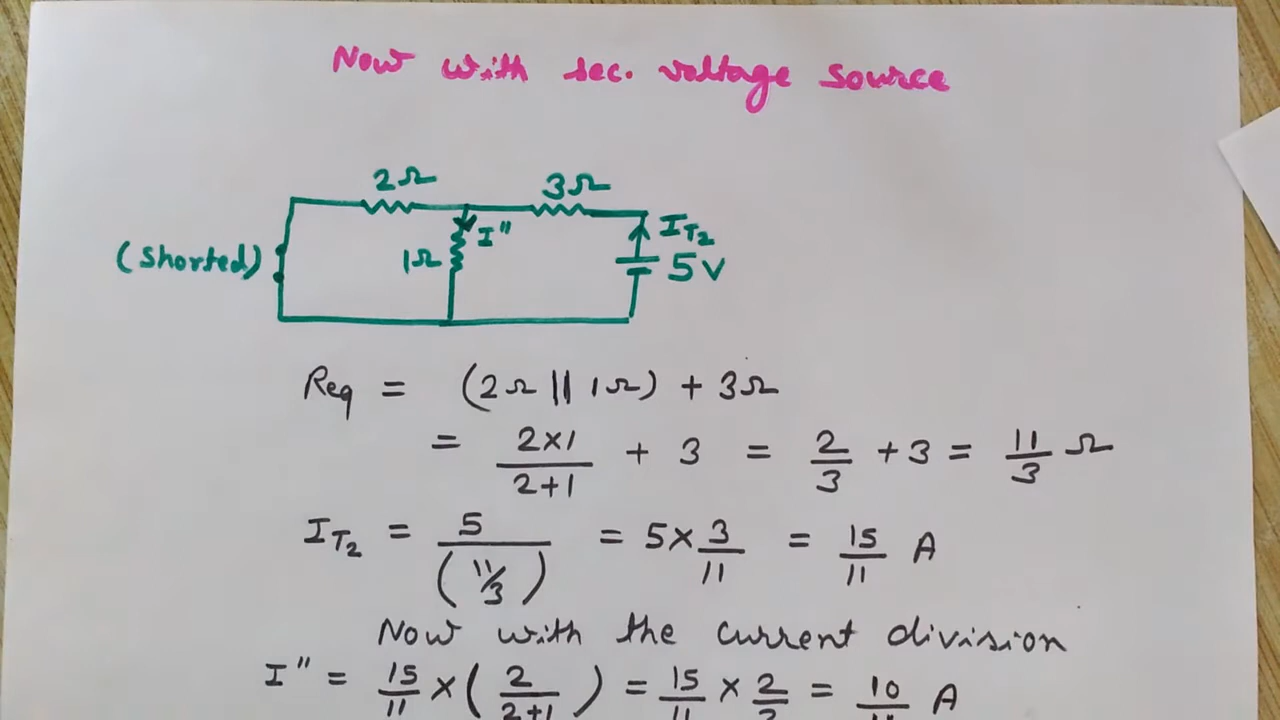 Now with sec. voltage source
2Ω 3Ω
(Shorted) 1Ω I" I_T2
5V
Req = (2Ω || 1Ω) + 3Ω
= 2×1/2+1 + 3 = 2/3 + 3 = 11/3 Ω
I_T2 = 5/(11/3) = 5 × 3/11 = 15/11 A
Now with the current division
I" = 15/11 × (2/2+1) = 15/11 × 2/3 = 10/11 A